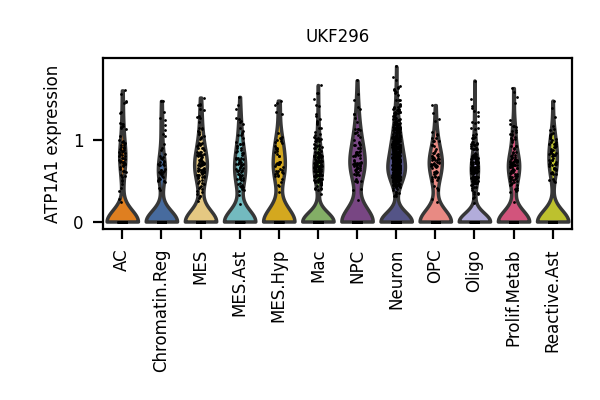 UKF296
ATP1A1 expression
1
0
AC
Chromatin.Reg
MES
MES.Ast
MES.Hyp
Mac
NPC
Neuron
OPC
Oligo
Prolif.Metab
Reactive.Ast